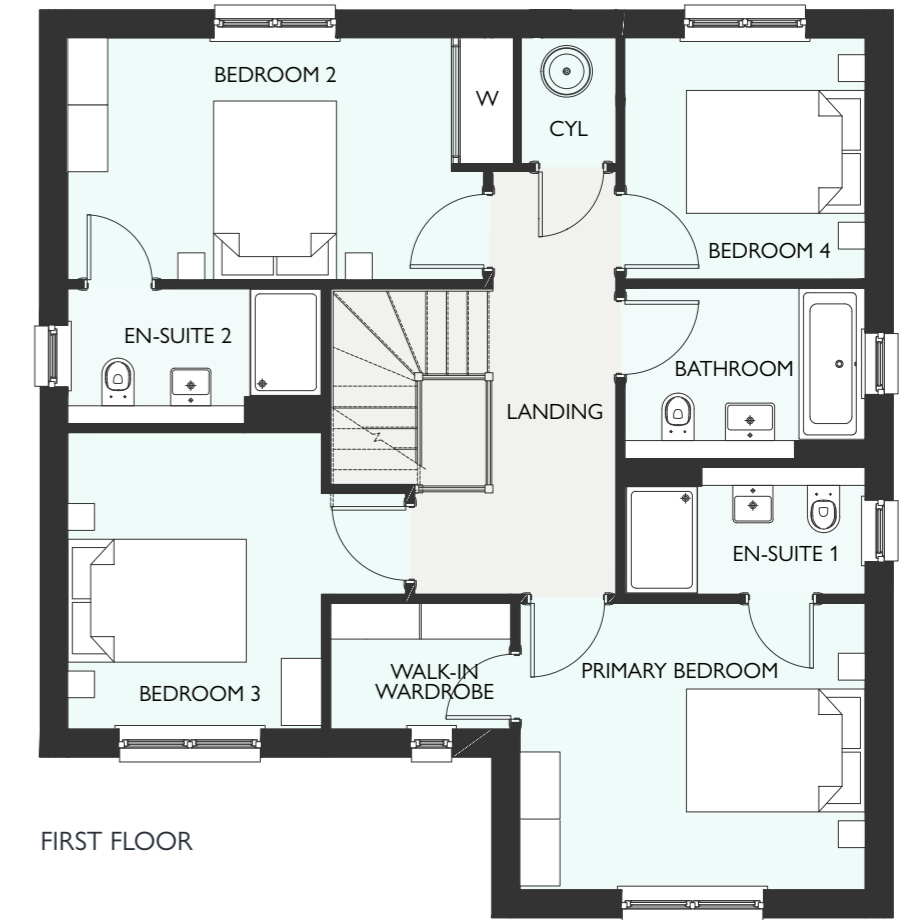 BEDROOM 2
W
CYL
BEDROOM 4
EN-SUITE 2
BATHROOM
LANDING
EN-SUITE 1
BEDROOM 3
WALK-IN
WARDROBE
PRIMARY BEDROOM
FIRST FLOOR